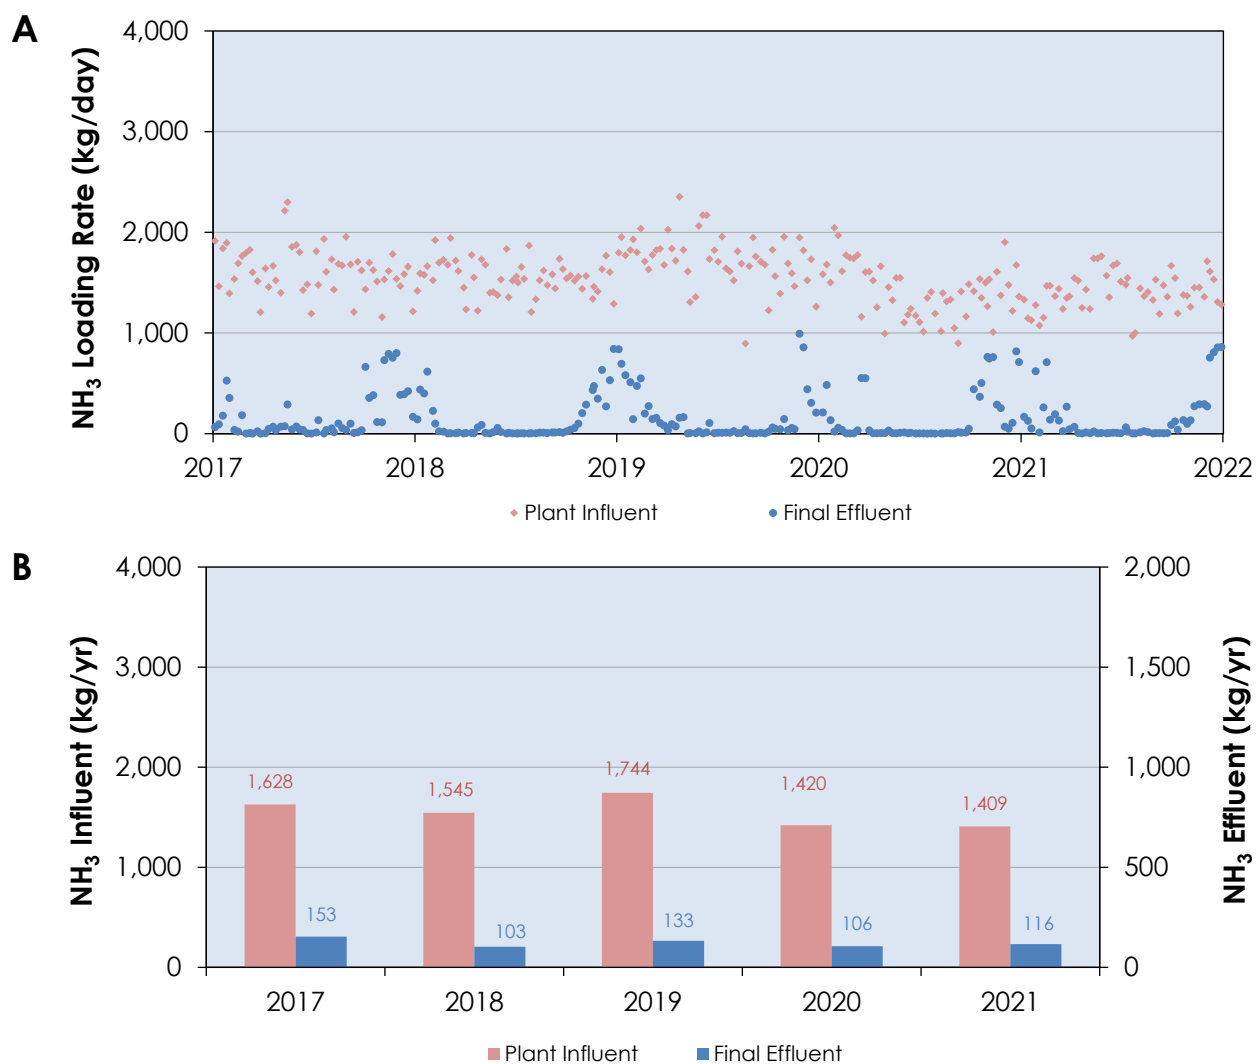 A
NH3 Loading Rate (kg/day)
4,000
3,000
2,000
1,000
0
2017 2018 2019 2020 2021 2022
Plant Influent Final Effluent
B
NH3 Influent (kg/yr)
4,000
3,000
2,000
1,000
0
NH3 Effluent (kg/yr)
2,000
1,500
1,000
500
0
1,628 1,545 1,744 1,420 1,409
153 103 133 106 116
2017 2018 2019 2020 2021
Plant Influent Final Effluent